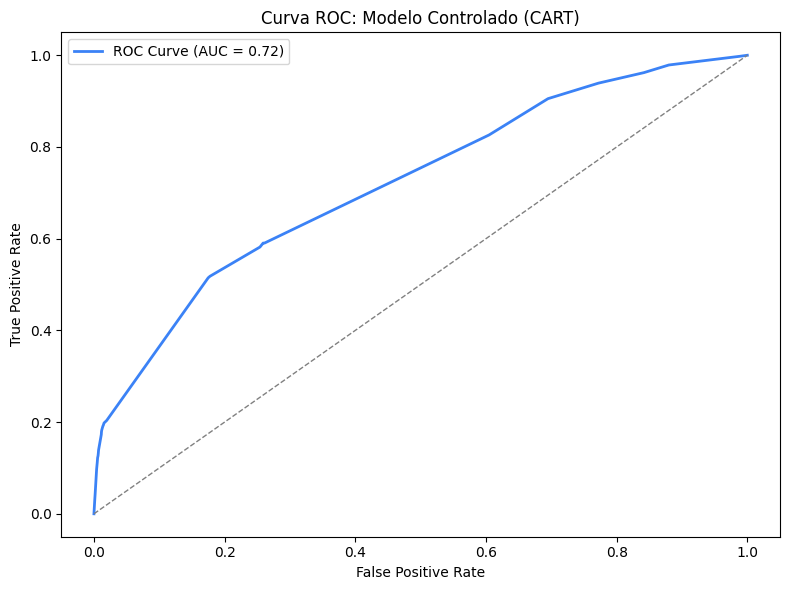 Curva ROC: Modelo Controlado (CART)
ROC Curve (AUC = 0.72)
True Positive Rate
1.0
0.8
0.6
0.4
0.2
0.0
0.0 0.2 0.4 0.6 0.8 1.0
False Positive Rate